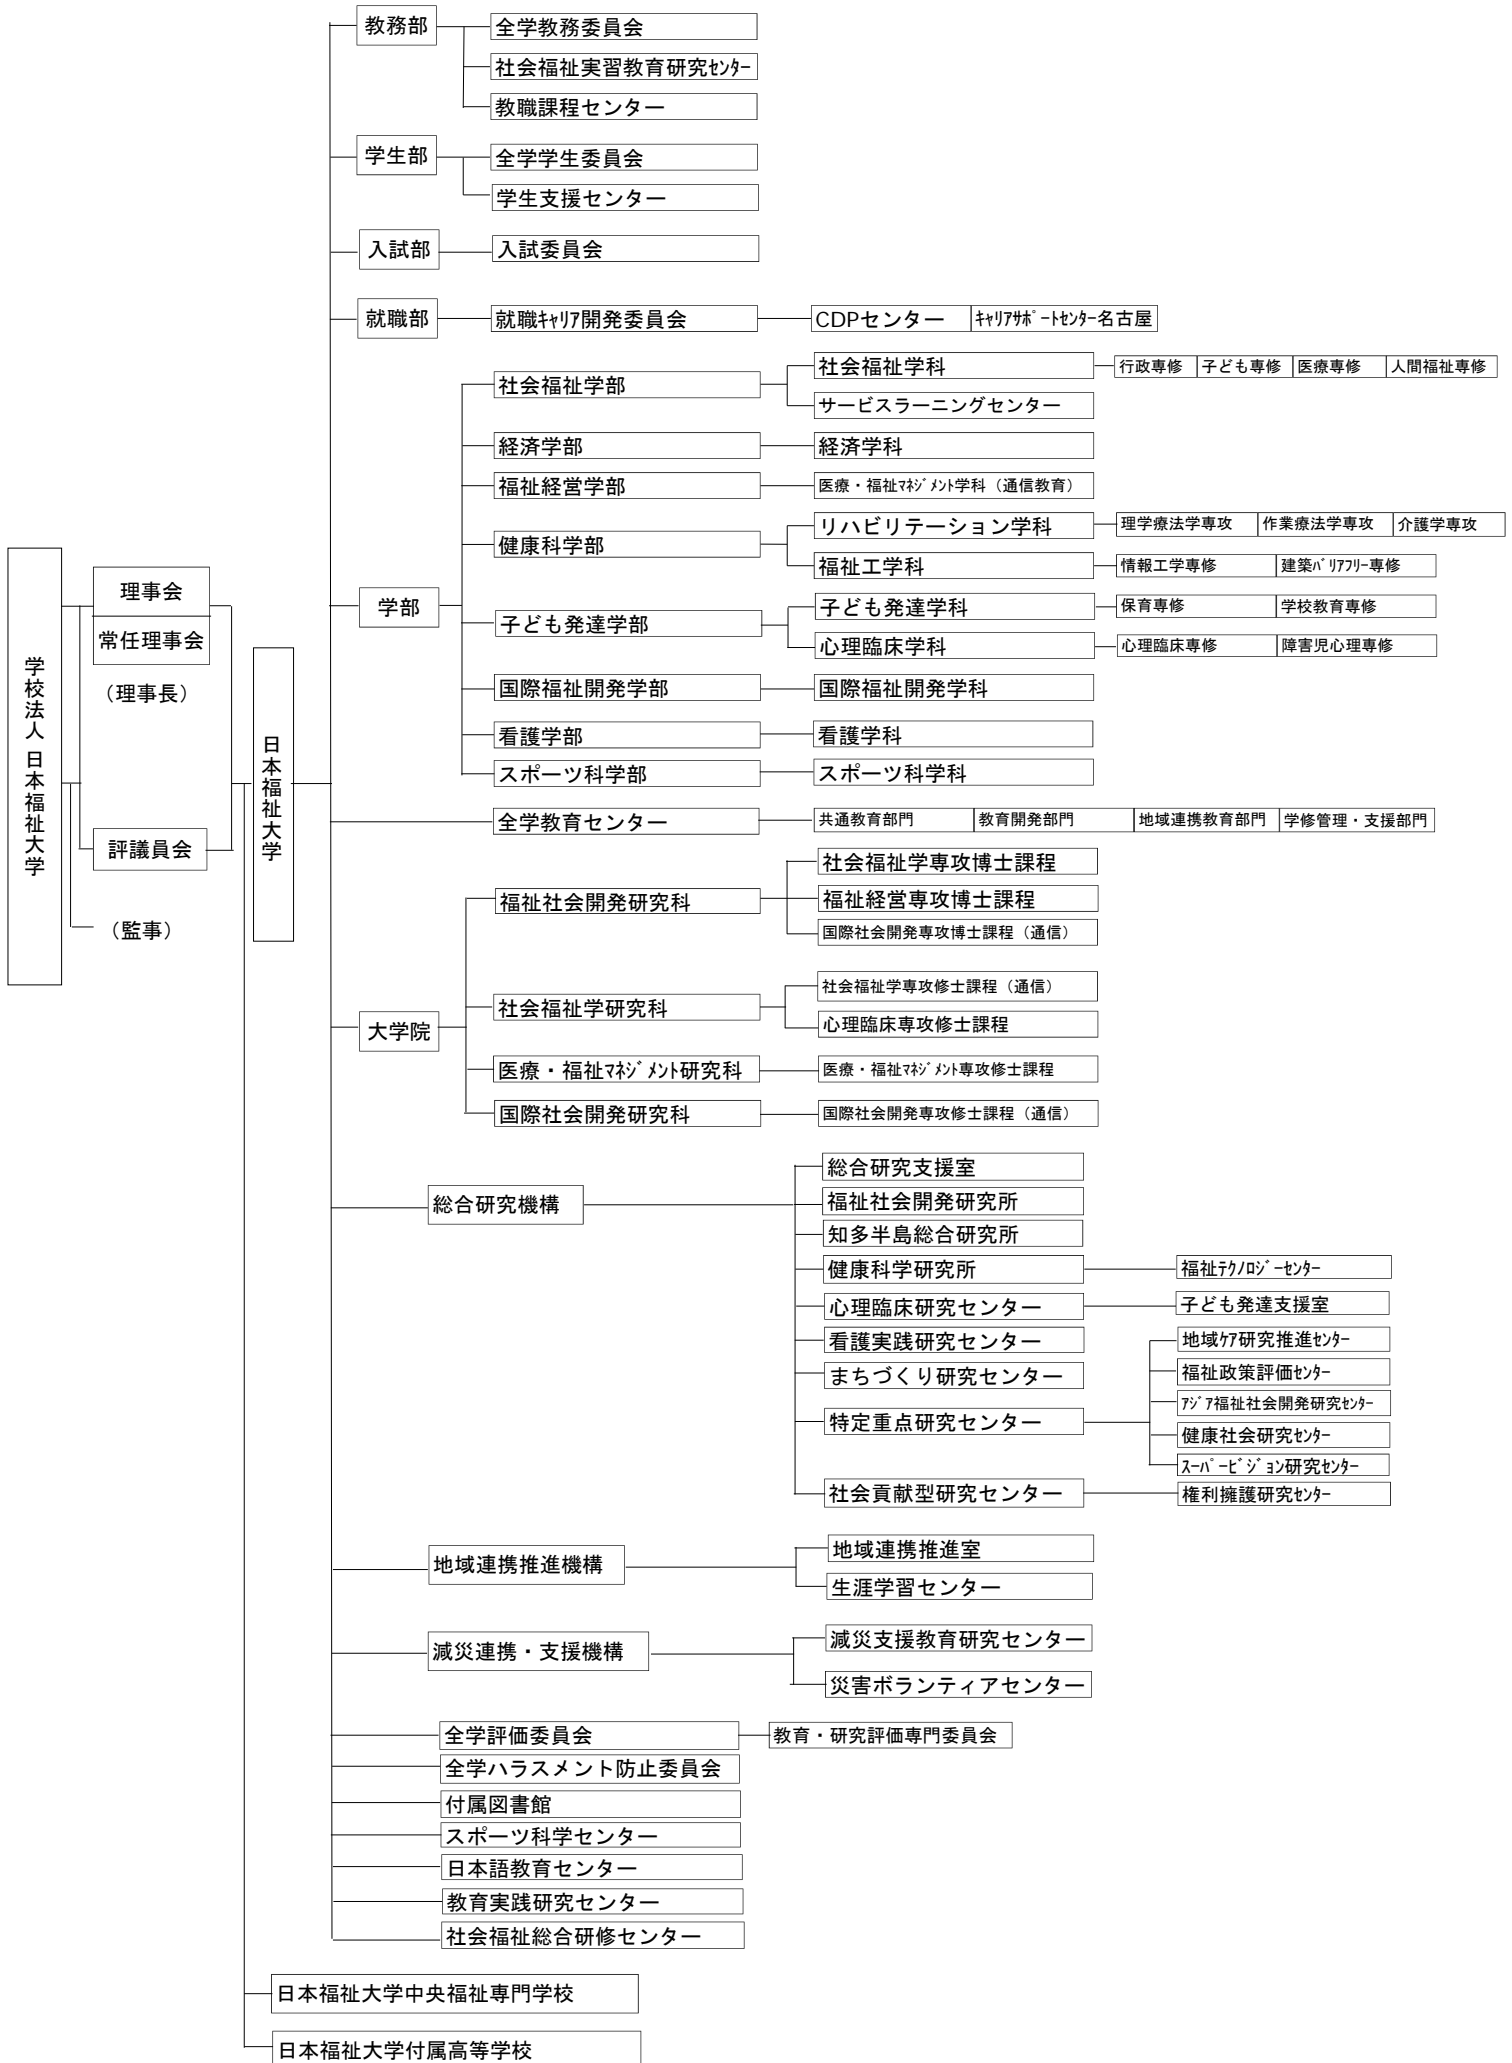 学校法人 日本福祉大学
理事会
常任理事会
（理事長）
評議員会
（監事）
日本福祉大学
教務部
全学教務委員会
社会福祉実習教育研究ｾﾝﾀｰ
教職課程センター
学生部
全学学生委員会
学生支援センター
入試部
入試委員会
就職部
就職ｷｬﾘｱ開発委員会
CDPセンター
ｷｬﾘｱｻﾎﾟｰﾄｾﾝﾀｰ名古屋
学部
社会福祉学部
社会福祉学科
行政専修
子ども専修
医療専修
人間福祉専修
サービスラーニングセンター
経済学部
経済学科
福祉経営学部
医療・福祉ﾏﾈｼﾞﾒﾝﾄ学科（通信教育）
健康科学部
リハビリテーション学科
理学療法学専攻
作業療法学専攻
介護学専攻
福祉工学科
情報工学専修
建築ﾊﾞﾘｱﾌﾘｰ専修
子ども発達学部
子ども発達学科
保育専修
学校教育専修
心理臨床学科
心理臨床専修
障害児心理専修
国際福祉開発学部
国際福祉開発学科
看護学部
看護学科
スポーツ科学部
スポーツ科学科
全学教育センター
共通教育部門
教育開発部門
地域連携教育部門
学修管理・支援部門
大学院
福祉社会開発研究科
社会福祉学専攻博士課程
福祉経営専攻博士課程
国際社会開発専攻博士課程（通信）
社会福祉学研究科
社会福祉学専攻修士課程（通信）
心理臨床専攻修士課程
医療・福祉ﾏﾈｼﾞﾒﾝﾄ研究科
医療・福祉ﾏﾈｼﾞﾒﾝﾄ専攻修士課程
国際社会開発研究科
国際社会開発専攻修士課程（通信）
総合研究機構
総合研究支援室
福祉社会開発研究所
知多半島総合研究所
健康科学研究所
福祉ﾃｸﾉﾛｼﾞｰｾﾝﾀｰ
心理臨床研究センター
子ども発達支援室
看護実践研究センター
まちづくり研究センター
特定重点研究センター
地域ｹｱ研究推進ｾﾝﾀｰ
福祉政策評価ｾﾝﾀｰ
ｱｼﾞｱ福祉社会開発研究ｾﾝﾀｰ
健康社会研究ｾﾝﾀｰ
ｽｰﾊﾟｰﾋﾞｼﾞｮﾝ研究ｾﾝﾀｰ
社会貢献型研究センター
権利擁護研究ｾﾝﾀｰ
地域連携推進機構
地域連携推進室
生涯学習センター
減災連携・支援機構
減災支援教育研究センター
災害ボランティアセンター
全学評価委員会
教育・研究評価専門委員会
全学ハラスメント防止委員会
付属図書館
スポーツ科学センター
日本語教育センター
教育実践研究センター
社会福祉総合研修センター
日本福祉大学中央福祉専門学校
日本福祉大学付属高等学校